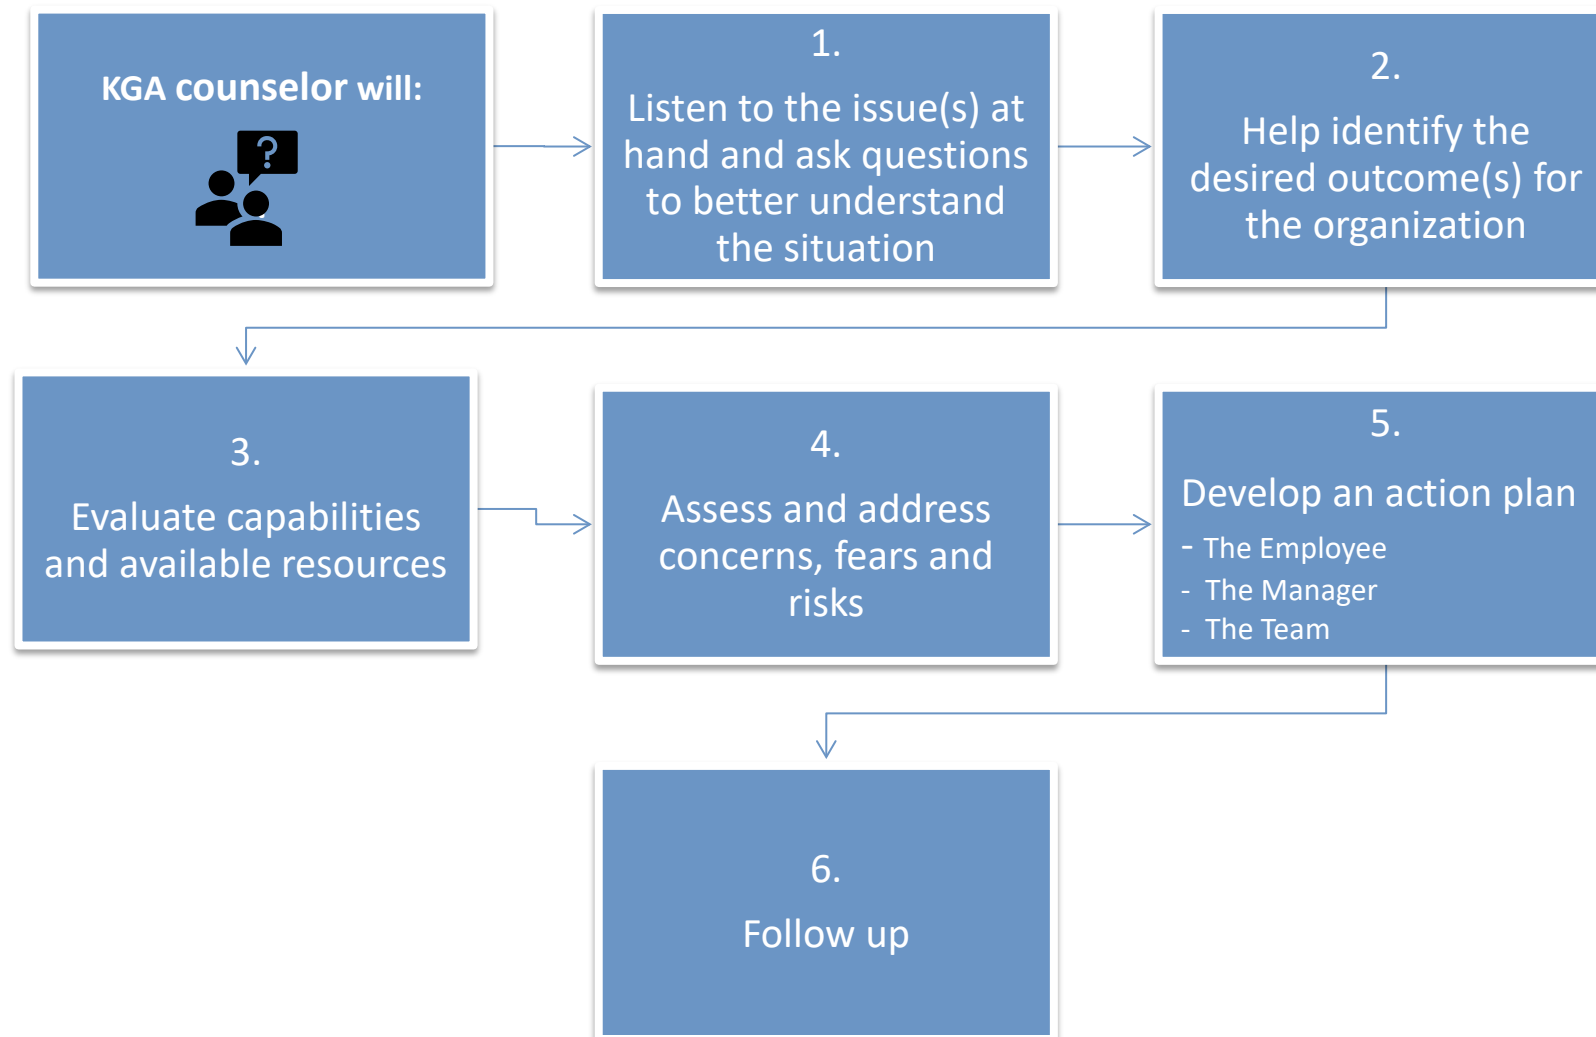 KGA counselor will:
?
1.
Listen to the issue(s) at
hand and ask questions
to better understand
the situation
2.
Help identify the
desired outcome(s) for
the organization
3.
Evaluate capabilities
and available resources
4.
Assess and address
concerns, fears and
risks
5.
Develop an action plan
- The Employee
- The Manager
- The Team
6.
Follow up